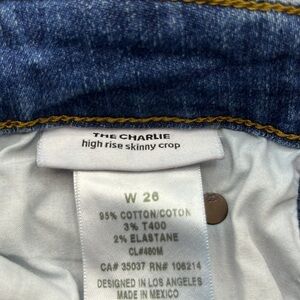 THE CHARLIE
high rise skinny crop
W 26
95% COTTON/COTON
3% T400
2% ELASTANE
CL#460M
CA# 35037 RN# 106214
DESIGNED IN LOS ANGELES
MADE IN MEXICO